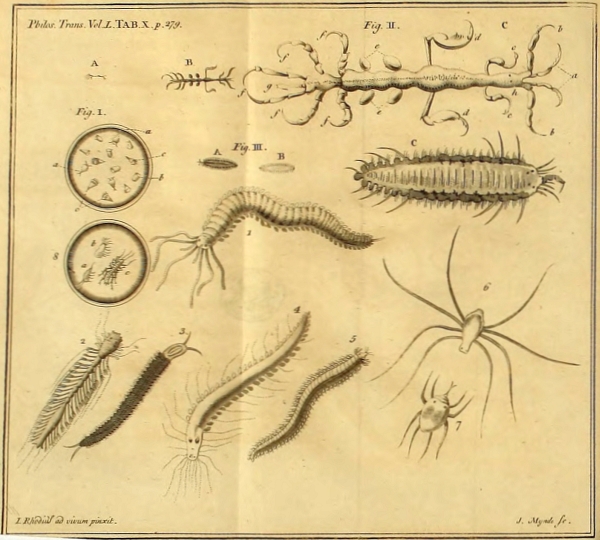 Philos. Trans. Vol. L. TAB. X. p. 279.
Fig. II.
C
b
f
f
e
d
c
A
B
a
f
g
h
Fig. I.
f
f
e
d
c
b
a
Fig. III.
A
B
C
a
c
b
1
8
b
a
c
6
2
3
4
5
7
I. Rhodius ad vivum pinxit.
J. Mynde sc.